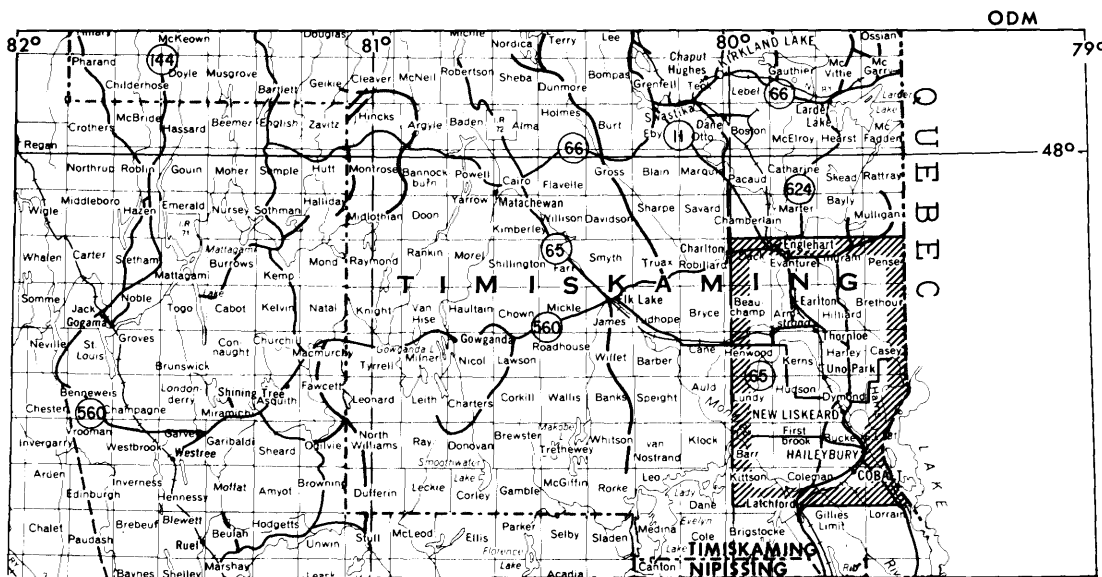 ODM
82° 81° 80° 79°
McKeown Douglas Michie Nordica Terry Lee Ossian
Pharand 144 Doyle Musgrove Geikie Cleaver McNeil Robertson Sheba Bompas Chaput Hughes KIRKLAND LAKE Gauthier Mc Vittie Mc Garry
Childerhose Bartlett Dunmore Grenfell Teck Lebel 66 Larder Lake
McBride Hincks Holmes Swastika Larder Lake
Crothers Hassard Beemer English Zavitz Argyle Baden I.R. 72 Alma Burt Eby 11 Dane Otto Boston McElroy Hearst Mc Fadden
Regan 66 48°
Northrup Roblin Gouin Moher Semple Hutt Montrose Bannockburn Powell Cairo Flavelle Gross Blain Marquis Pacaud Catharine Skead Rattray
Middleboro Emerald Halliday Yarrow Matachewan 624 Bayly
Wigle Hazen I.R. 71 Nursey Sothman Midlothian Doon Willison Davidson Sharpe Savard Chamberlain Marter Mulligan
Mattagami Kimberley Charlton Englehart
Whalen Carter Stetham Burrows Mond Raymond Rankin Morel Shillington 65 Farr Smyth Truax Robillard Evanturel Ingram Pense
Mattagami Kemp
TIMISKAMING
QUEBEC
Somme Noble Lake Elk Lake Beauchamp Earlton Brethour
Jack Togo Cabot Kelvin Natal Knight Van Hise Haultain Chown Mickle James Bryce Armstrong Hilliard
Gogama 560
Neville St. Louis Groves Connaught Churchill Macmurchy Gowganda L. Milner Gowganda Roadhouse Cane Thornloe
Brunswick Tyrrell Nicol Lawson Willet Barber Henwood Kerns Harley Casey
Benneweis Londonderry Shining Tree Fawcett Auld 65 Hudson Uno Park
Chester 560 Champagne Miramichi Asquith Leonard Leith Charters Corkill Wallis Banks Speight Dymond
Vrooman Garvey NEW LISKEARD
Invergarry Westbrook Westree Garibaldi Ogilvie North Williams Ray Brewster Makobe L. Whitson Van Nostrand Klock Firstbrook Bucke
Sheard Donovan Trethewey Barr HAILEYBURY
Arden Inverness Browning Smoothwater Lake
Edinburgh Hennessy Moffat Amyot Dufferin Leckie Corley Gamble McGiffin Rorke Lady Kittson Coleman COBALT
LAKE
Blewett Dane Latchford
Chalet Brebeuf Beulah Hodgetts Parker Medina Evelyn Gillies Limit Lorrain
Paudash Ruel Unwin Stull McLeod Ellis Selby Sladen Lake Cole Brigstocke
Marshay Florence Lake TIMISKAMING
Baynes Shelley Leask Acadia Canton NIPISSING